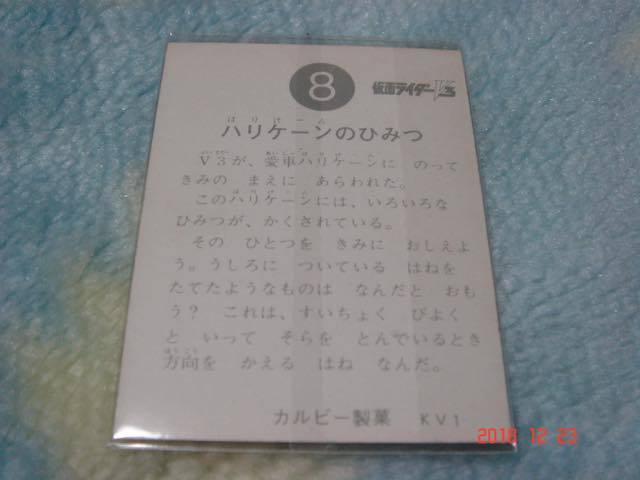 8
仮面ライダーV3
はりけーん
ハリケーンのひみつ
V3が、愛車ハリケーンに のって
きみの まえに あらわれた。
このハリケーンには、いろいろな
ひみつが、かくされている。
その ひとつを きみに おしえよ
う。うしろに ついている はねを
たてたようなものは なんだと おも
う? これは、すいちょく びよく
と いって そらを とんでいるとき
方向を かえる はね なんだ。
カルビー製菓 KV1
2018 12 23